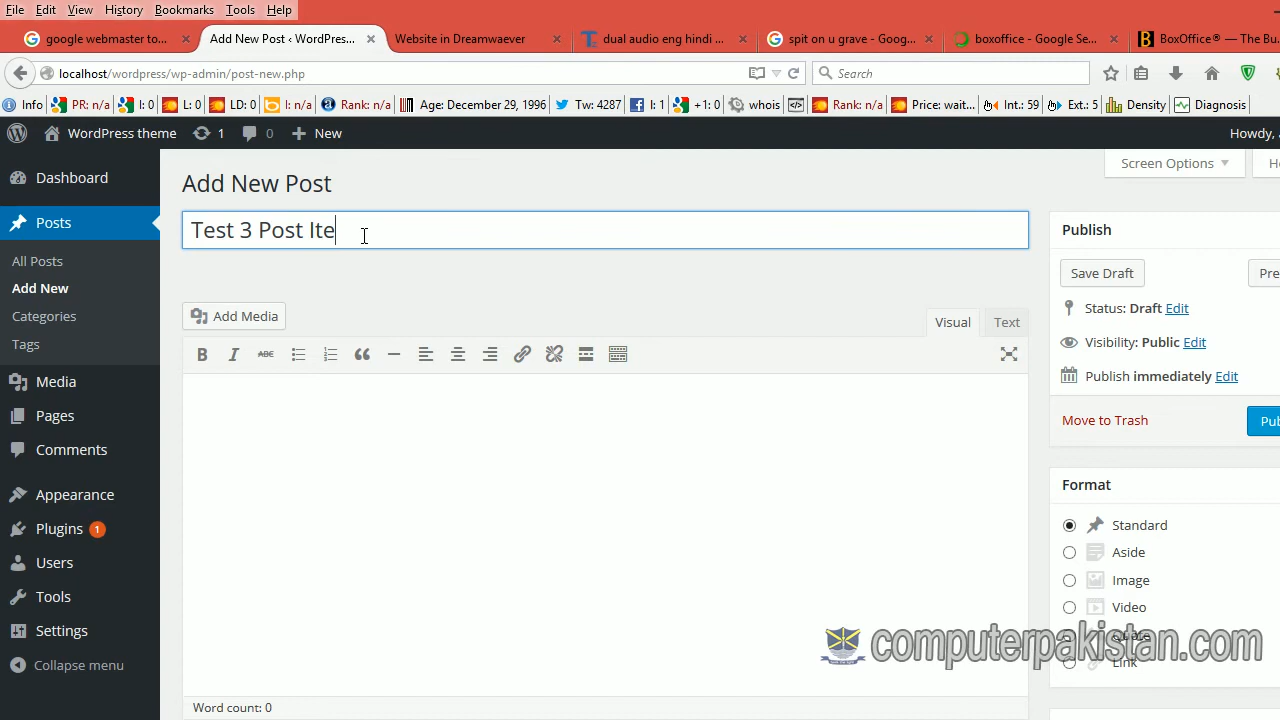 File Edit View History Bookmarks Tools Help
google webmaster to... Add New Post ‹ WordPres... Website in Dreamwaever dual audio eng hindi ... spit on u grave - Goog... boxoffice - Google Se... BoxOffice® — The Bu...
localhost/wordpress/wp-admin/post-new.php Search
Info PR: n/a I: 0 L: 0 LD: 0 I: n/a Rank: n/a Age: Decembre 29, 1996 Tw: 4287 I: 1 +1: 0 whois Rank: n/a Price: wait... Int.: 59 Ext.: 5 Density Diagnosis
WordPress theme 1 0 New Howdy,
Screen Options
Dashboard
Add New Post
Posts
Test 3 Post Ite
Publish
All Posts
Add New
Categories
Tags
Save Draft Pre
Add Media
Visual Text
Status: Draft Edit
Visibility: Public Edit
Publish immediately Edit
Media
Pages
Comments
Move to Trash Pub
Appearance
Plugins 1
Users
Tools
Settings
Collapse menu
Format
Standard
Aside
Image
Video
Quote
Link
computerpakistan.com
Word count: 0